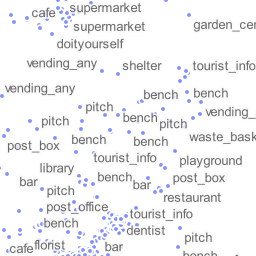 supermarket
cafe
garden_cen
supermarket
doityourself
vending_any
shelter
tourist_info
vending_any
bench
bench
pitch
vending_
pitch
bench
pitch
waste_bask
post_box
bench
bench
tourist_info
playground
library
bench
post_box
bar
bar
pitch
restaurant
post_office
tourist_info
bench
dentist
pitch
cafe
florist
bar
bench